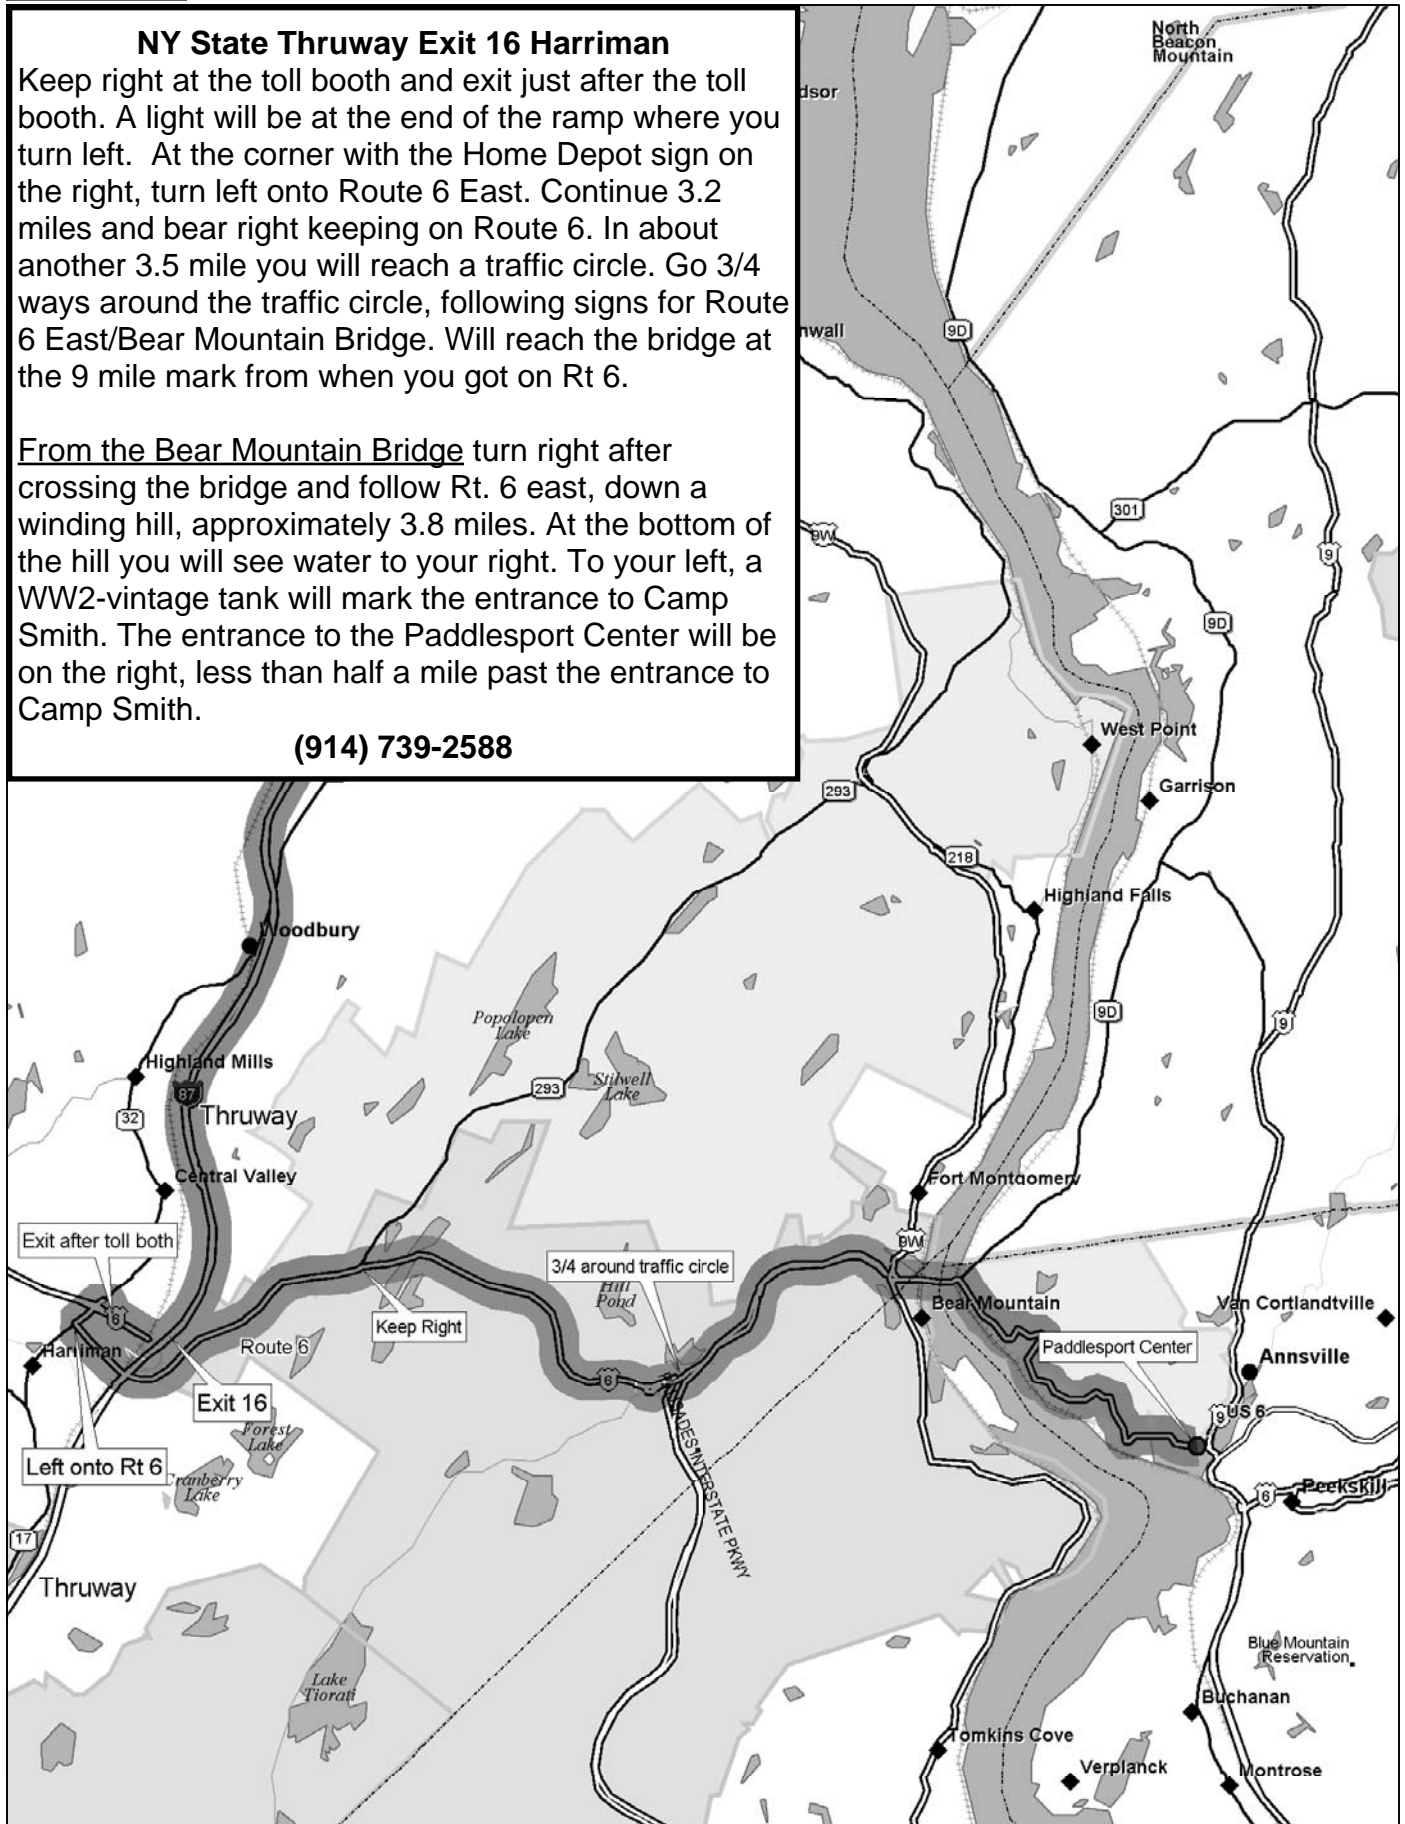 NY State Thruway Exit 16 Harriman
Keep right at the toll booth and exit just after the toll
booth. A light will be at the end of the ramp where you
turn left.  At the corner with the Home Depot sign on
the right, turn left onto Route 6 East. Continue 3.2
miles and bear right keeping on Route 6. In about
another 3.5 mile you will reach a traffic circle. Go 3/4
ways around the traffic circle, following signs for Route
6 East/Bear Mountain Bridge. Will reach the bridge at
the 9 mile mark from when you got on Rt 6.
From the Bear Mountain Bridge turn right after
crossing the bridge and follow Rt. 6 east, down a
winding hill, approximately 3.8 miles. At the bottom of
the hill you will see water to your right. To your left, a
WW2-vintage tank will mark the entrance to Camp
Smith. The entrance to the Paddlesport Center will be
on the right, less than half a mile past the entrance to
Camp Smith.
(914) 739-2588
North
Beacon
Mountain
dsor
nwall
9D
301
9W
9
9D
West Point
Garrison
293
218
Highland Falls
Woodbury
Popolopen
Lake
9D
9
Highland Mills
87
Thruway
293
Stilwell
Lake
32
Central Valley
Fort Montgomery
Exit after toll both
9W
3/4 around traffic circle
Hill
Pond
6
Keep Right
Bear Mountain
Van Cortlandtville
Harriman
Route 6
Paddlesport Center
Annsville
6
Exit 16
9
US 6
Forest
Lake
Left onto Rt 6
Cranberry
Lake
PALISADES INTERSTATE PKWY
6
Peekskill
17
Thruway
Blue Mountain
Reservation
Lake
Tiorati
Buchanan
Tomkins Cove
Verplanck
Montrose